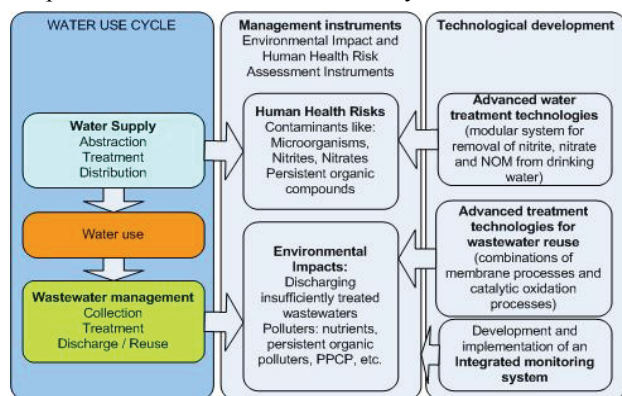 WATER USE CYCLE
Water Supply
Abstraction
Treatment
Distribution
Water use
Wastewater management
Collection
Treatment
Discharge / Reuse
Management instruments
Environmental Impact and
Human Health Risk
Assessment Instruments
Human Health Risks
Contaminants like:
Microorganisms,
Nitrites, Nitrates
Persistent organic
compounds
Environmental
Impacts:
Discharging
insufficiently treated
wastewaters
Polluters: nutrients,
persistent organic
polluters, PPCP, etc.
Technological development
Advanced water
treatment technologies
(modular system for
removal of nitrite, nitrate
and NOM from drinking
water)
Advanced treatment
technologies for
wastewater reuse
(combinations of
membrane processes and
catalytic oxidation
processes)
Development and
implementation of an
Integrated monitoring
system